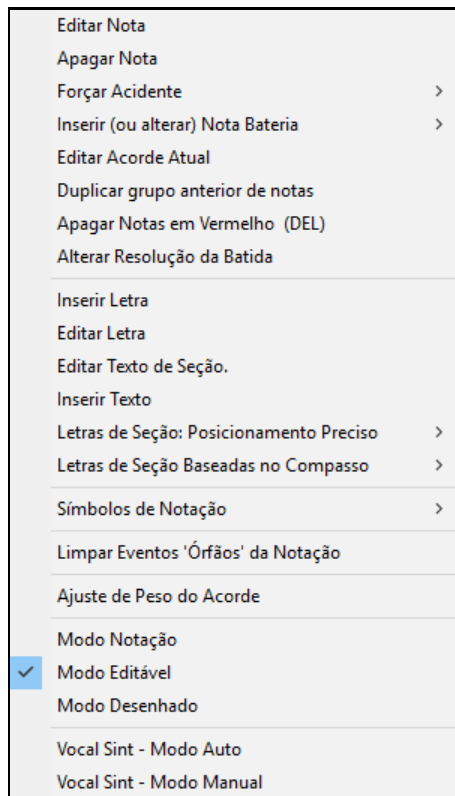 Editar Nota
Apagar Nota
Forçar Acidente
Inserir (ou alterar) Nota Bateria
Editar Acorde Atual
Duplicar grupo anterior de notas
Apagar Notas em Vermelho  (DEL)
Alterar Resolução da Batida
Inserir Letra
Editar Letra
Editar Texto de Seção.
Inserir Texto
Letras de Seção: Posicionamento Preciso
Letras de Seção Baseadas no Compasso
Símbolos de Notação
Limpar Eventos 'Órfãos' da Notação
Ajuste de Peso do Acorde
Modo Notação
Modo Editável
Modo Desenhado
Vocal Sint - Modo Auto
Vocal Sint - Modo Manual